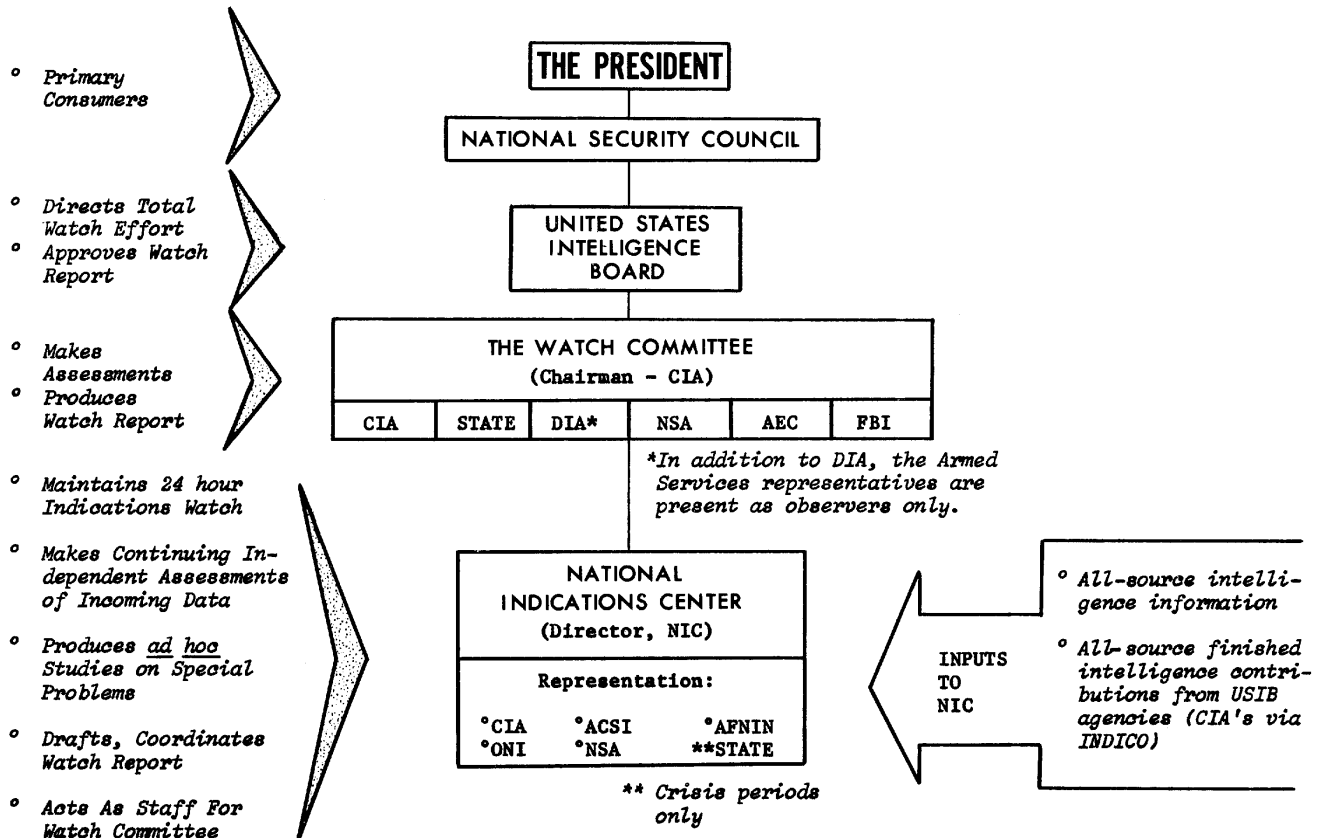 ° Primary
Consumers
THE PRESIDENT
NATIONAL SECURITY COUNCIL
° Directs Total
Watch Effort
° Approves Watch
Report
UNITED STATES
INTELLIGENCE
BOARD
° Makes
Assessments
° Produces
Watch Report
THE WATCH COMMITTEE
(Chairman - CIA)
CIA STATE DIA* NSA AEC FBI
*In addition to DIA, the Armed
Services representatives are
present as observers only.
° Maintains 24 hour
Indications Watch
° Makes Continuing In-
dependent Assessments
of Incoming Data
° Produces ad hoc
Studies on Special
Problems
° Drafts, Coordinates
Watch Report
° Acts As Staff For
Watch Committee
NATIONAL
INDICATIONS CENTER
(Director, NIC)
Representation:
°CIA °ACSI °AFNIN
°ONI °NSA **STATE
** Crisis periods
only
INPUTS
TO
NIC
° All-source intelli-
gence information
° All-source finished
intelligence contri-
butions from USIB
agencies (CIA's via
INDICO)